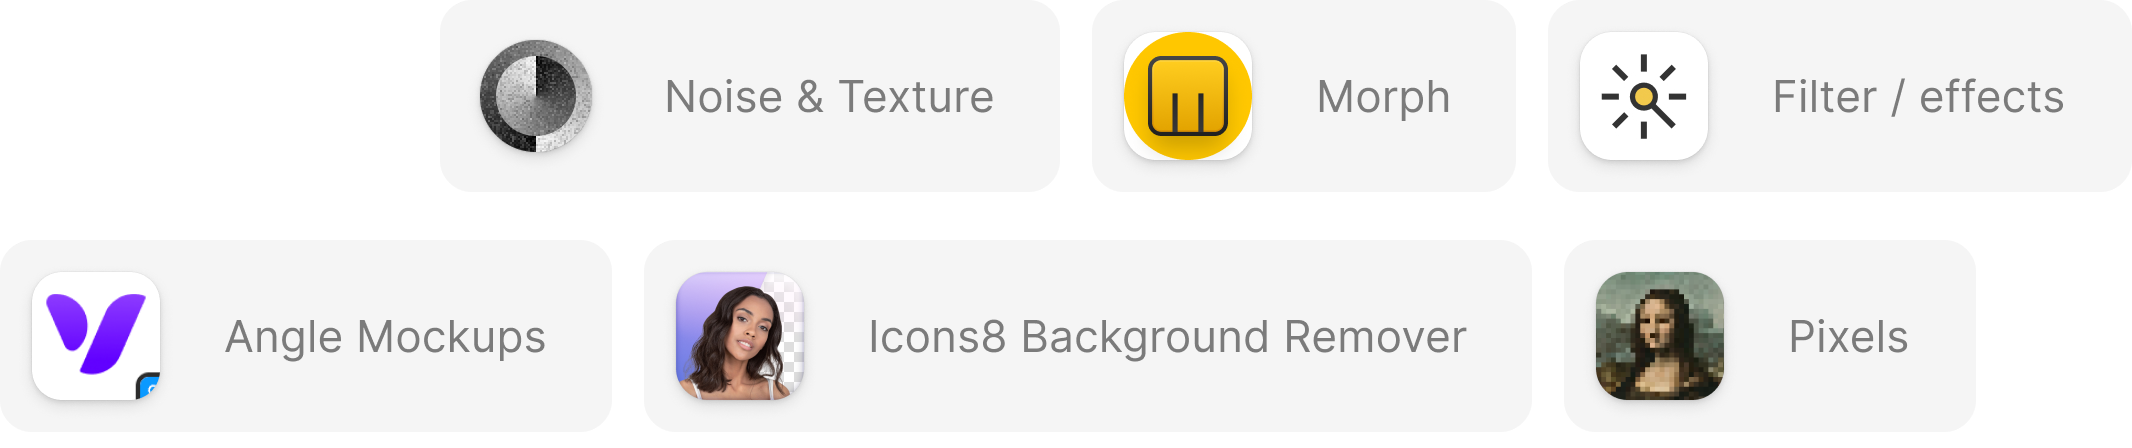 Noise & Texture
Morph
Filter / effects
Angle Mockups
Icons8 Background Remover
Pixels